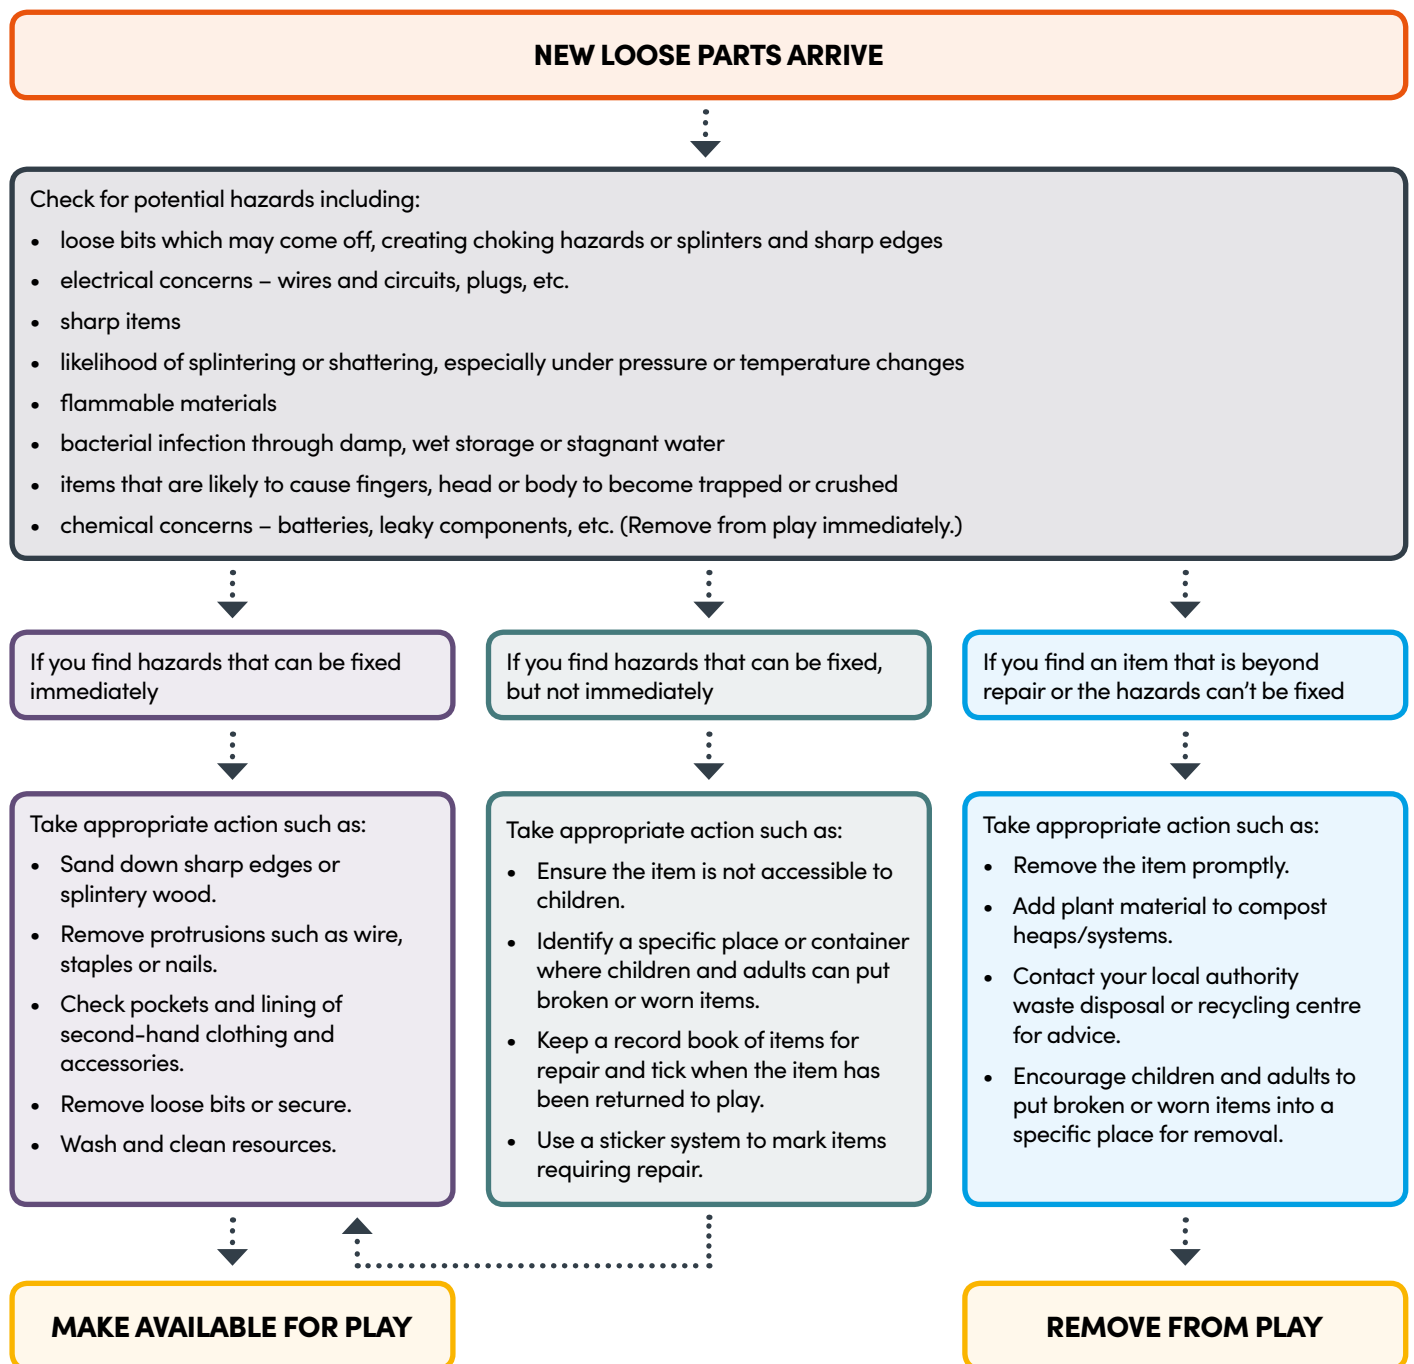 NEW LOOSE PARTS ARRIVE
Check for potential hazards including:
• loose bits which may come off, creating choking hazards or splinters and sharp edges
• electrical concerns – wires and circuits, plugs, etc.
• sharp items
• likelihood of splintering or shattering, especially under pressure or temperature changes
• flammable materials
• bacterial infection through damp, wet storage or stagnant water
• items that are likely to cause fingers, head or body to become trapped or crushed
• chemical concerns – batteries, leaky components, etc. (Remove from play immediately.)
If you find hazards that can be fixed
immediately
If you find hazards that can be fixed,
but not immediately
If you find an item that is beyond
repair or the hazards can’t be fixed
Take appropriate action such as:
• Sand down sharp edges or
splintery wood.
• Remove protrusions such as wire,
staples or nails.
• Check pockets and lining of
second-hand clothing and
accessories.
• Remove loose bits or secure.
• Wash and clean resources.
Take appropriate action such as:
• Ensure the item is not accessible to
children.
• Identify a specific place or container
where children and adults can put
broken or worn items.
• Keep a record book of items for
repair and tick when the item has
been returned to play.
• Use a sticker system to mark items
requiring repair.
Take appropriate action such as:
• Remove the item promptly.
• Add plant material to compost
heaps/systems.
• Contact your local authority
waste disposal or recycling centre
for advice.
• Encourage children and adults to
put broken or worn items into a
specific place for removal.
MAKE AVAILABLE FOR PLAY
REMOVE FROM PLAY